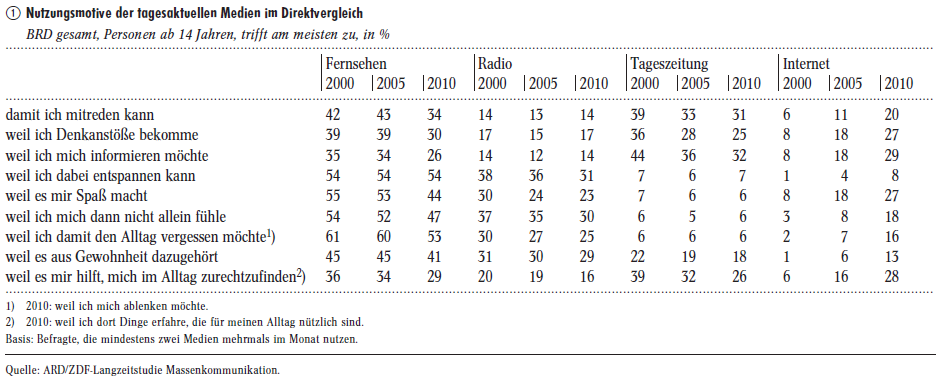 ① Nutzungsmotive der tagesaktuellen Medien im Direktvergleich
BRD gesamt, Personen ab 14 Jahren, trifft am meisten zu, in %
Fernsehen Radio Tageszeitung Internet
2000 2005 2010 2000 2005 2010 2000 2005 2010 2000 2005 2010
damit ich mitreden kann 42 43 34 14 13 14 39 33 31 6 11 20
weil ich Denkanstöße bekomme 39 39 30 17 15 17 36 28 25 8 18 27
weil ich mich informieren möchte 35 34 26 14 12 14 44 36 32 8 18 29
weil ich dabei entspannen kann 54 54 54 38 36 31 7 6 7 1 4 8
weil es mir Spaß macht 55 53 44 30 24 23 7 6 6 8 18 27
weil ich mich dann nicht allein fühle 54 52 47 37 35 30 6 5 6 3 8 18
weil ich damit den Alltag vergessen möchte1) 61 60 53 30 27 25 6 6 6 2 7 16
weil es aus Gewohnheit dazugehört 45 45 41 31 30 29 22 19 18 1 6 13
weil es mir hilft, mich im Alltag zurechtzufinden2) 36 34 29 20 19 16 39 32 26 6 16 28
1) 2010: weil ich mich ablenken möchte.
2) 2010: weil ich dort Dinge erfahre, die für meinen Alltag nützlich sind.
Basis: Befragte, die mindestens zwei Medien mehrmals im Monat nutzen.
Quelle: ARD/ZDF-Langzeitstudie Massenkommunikation.